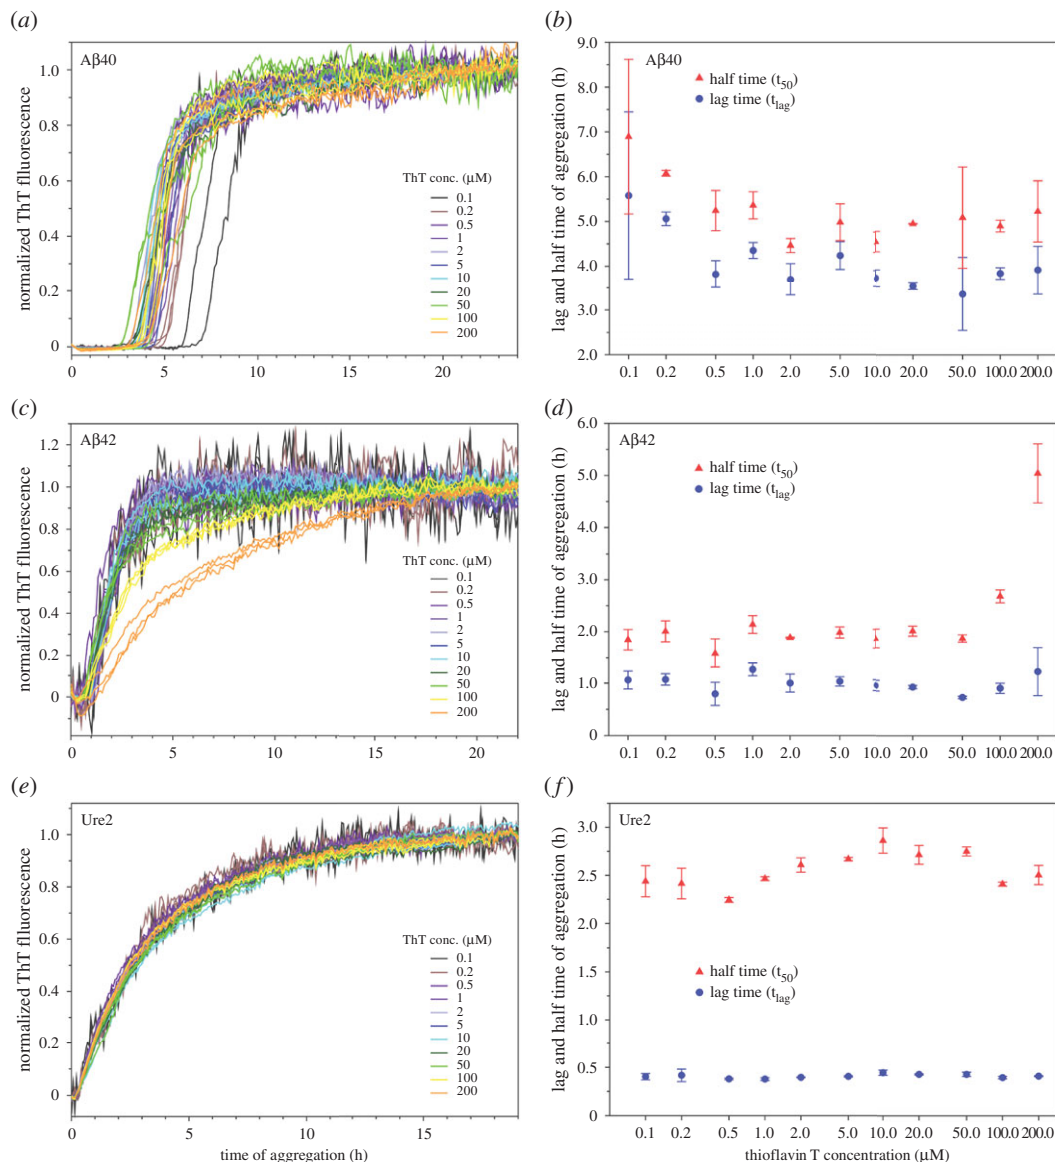 (a)
Aβ40
normalized ThT flluorescence
1.0
0.8
0.6
0.4
0.2
0
ThT conc. (μM)
0.1
0.2
0.5
1
2
5
10
20
50
100
200
0 5 10 15 20
(b)
Aβ40
lag and half time of aggregation (h)
9.0
8.0
7.0
6.0
5.0
4.0
3.0
2.0
half time (t50)
lag time (tlag)
0.1 0.2 0.5 1.0 2.0 5.0 10.0 20.0 50.0 100.0 200.0
(c)
Aβ42
normalized ThT flluorescence
1.2
1.0
0.8
0.6
0.4
0.2
0
ThT conc. (μM)
0.1
0.2
0.5
1
2
5
10
20
50
100
200
0 5 10 15 20
(d)
Aβ42
lag and half time of aggregation (h)
6.0
5.0
4.0
3.0
2.0
1.0
0
half time (t50)
lag time (tlag)
0.1 0.2 0.5 1.0 2.0 5.0 10.0 20.0 50.0 100.0 200.0
(e)
Ure2
normalized ThT flluorescence
1.0
0.8
0.6
0.4
0.2
0
ThT conc. (μM)
0.1
0.2
0.5
1
2
5
10
20
50
100
200
0 5 10 15
time of aggregation (h)
(f)
Ure2
lag and half time of aggregation (h)
3.0
2.5
2.0
1.5
1.0
0.5
0
half time (t50)
lag time (tlag)
0.1 0.2 0.5 1.0 2.0 5.0 10.0 20.0 50.0 100.0 200.0
thioflavin T concentration (μM)